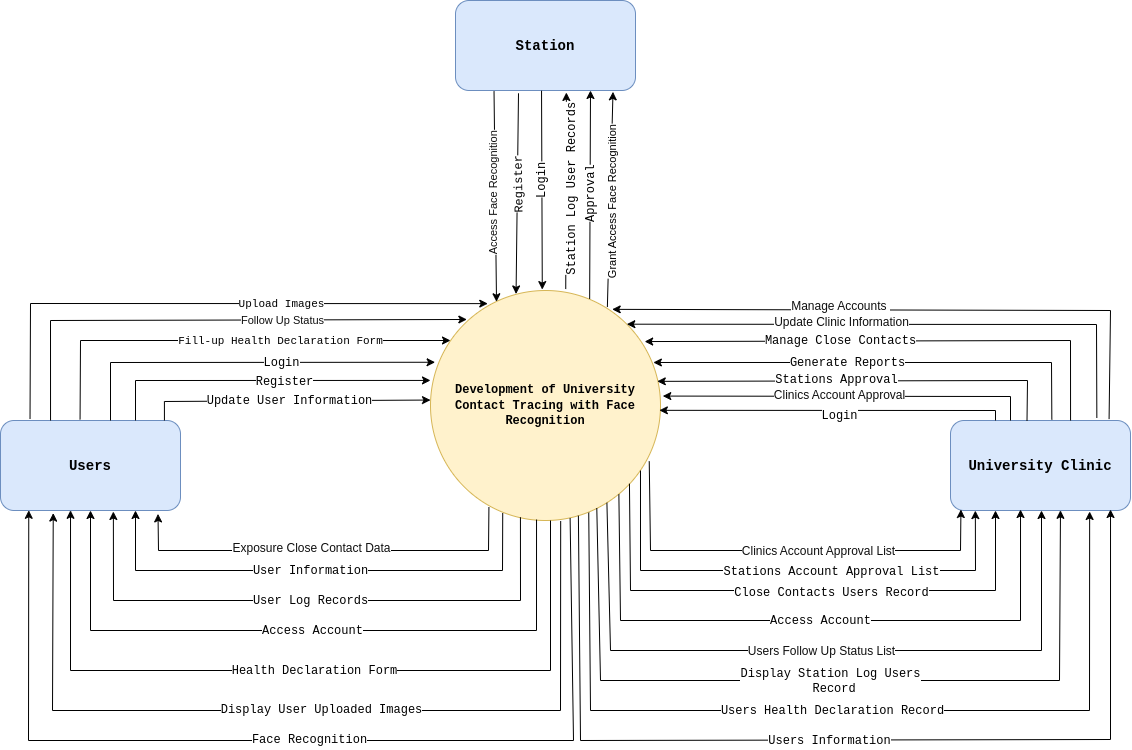 Station
Access Face Recognition
Register
Login
Station Log User Records
Approval
Grant Access Face Recognition
Upload Images
Follow Up Status
Fill-up Health Declaration Form
Login
Register
Update User Information
Manage Accounts
Update Clinic Information
Manage Close Contacts
Generate Reports
Stations Approval
Clinics Account Approval
Login
Development of University
Contact Tracing with Face
Recognition
Users
University Clinic
Exposure Close Contact Data
User Information
User Log Records
Access Account
Health Declaration Form
Display User Uploaded Images
Face Recognition
Clinics Account Approval List
Stations Account Approval List
Close Contacts Users Record
Access Account
Users Follow Up Status List
Display Station Log Users
Record
Users Health Declaration Record
Users Information